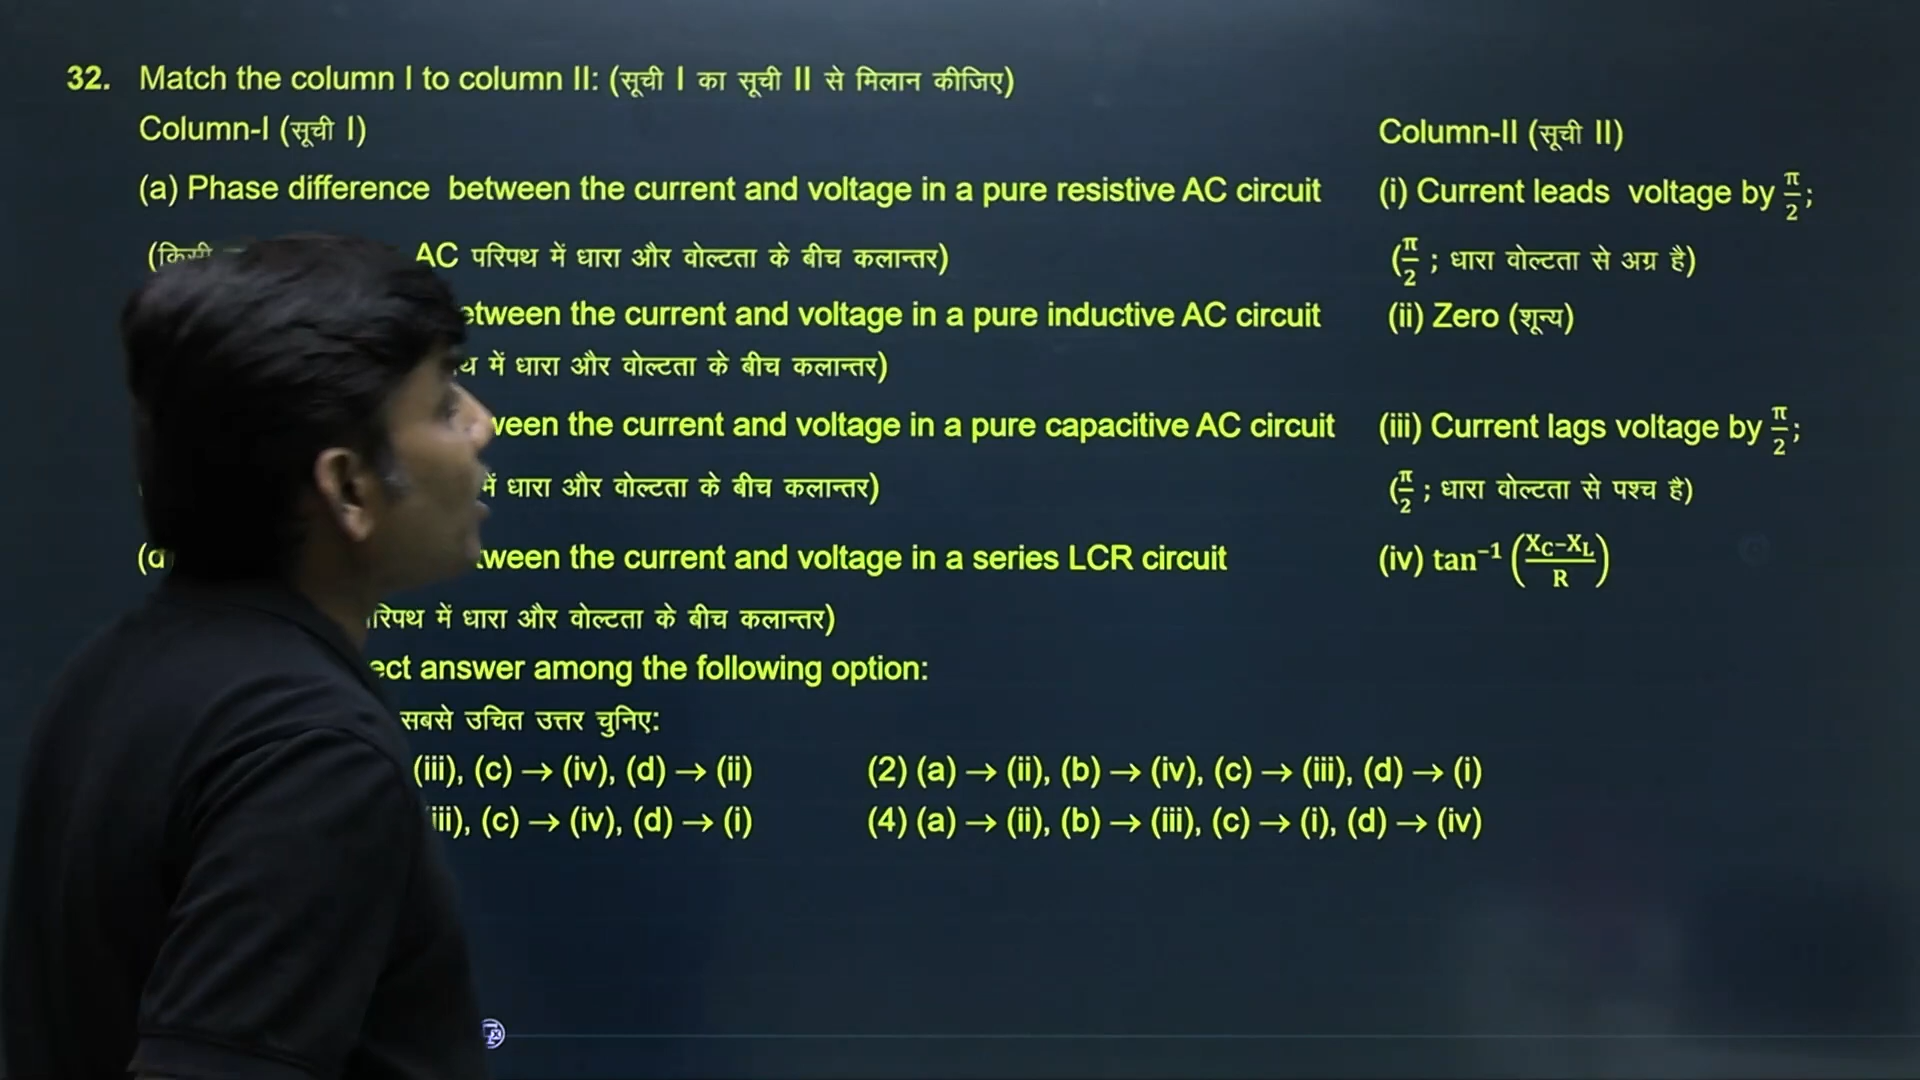 32. Match the column I to column II: (सूची I का सूची II से मिलान कीजिए)
Column-I (सूची I) Column-II (सूची II)
(a) Phase difference between the current and voltage in a pure resistive AC circuit (i) Current leads voltage by π/2;
(किसी AC परिपथ में धारा और वोल्टता के बीच कलान्तर) (π/2 ; धारा वोल्टता से अग्र है)
between the current and voltage in a pure inductive AC circuit (ii) Zero (शून्य)
में धारा और वोल्टता के बीच कलान्तर)
the current and voltage in a pure capacitive AC circuit (iii) Current lags voltage by π/2;
में धारा और वोल्टता के बीच कलान्तर) (π/2 ; धारा वोल्टता से पश्च है)
(d the current and voltage in a series LCR circuit (iv) tan⁻¹ ((X_C−X_L)/R)
में धारा और वोल्टता के बीच कलान्तर)
answer among the following option:
सबसे उचित उत्तर चुनिए:
(iii), (c) → (iv), (d) → (ii) (2) (a) → (ii), (b) → (iv), (c) → (iii), (d) → (i)
iii), (c) → (iv), (d) → (i) (4) (a) → (ii), (b) → (iii), (c) → (i), (d) → (iv)